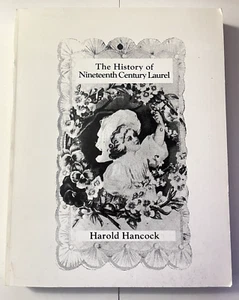 The History of
Nineteenth Century Laurel
Harold Hancock